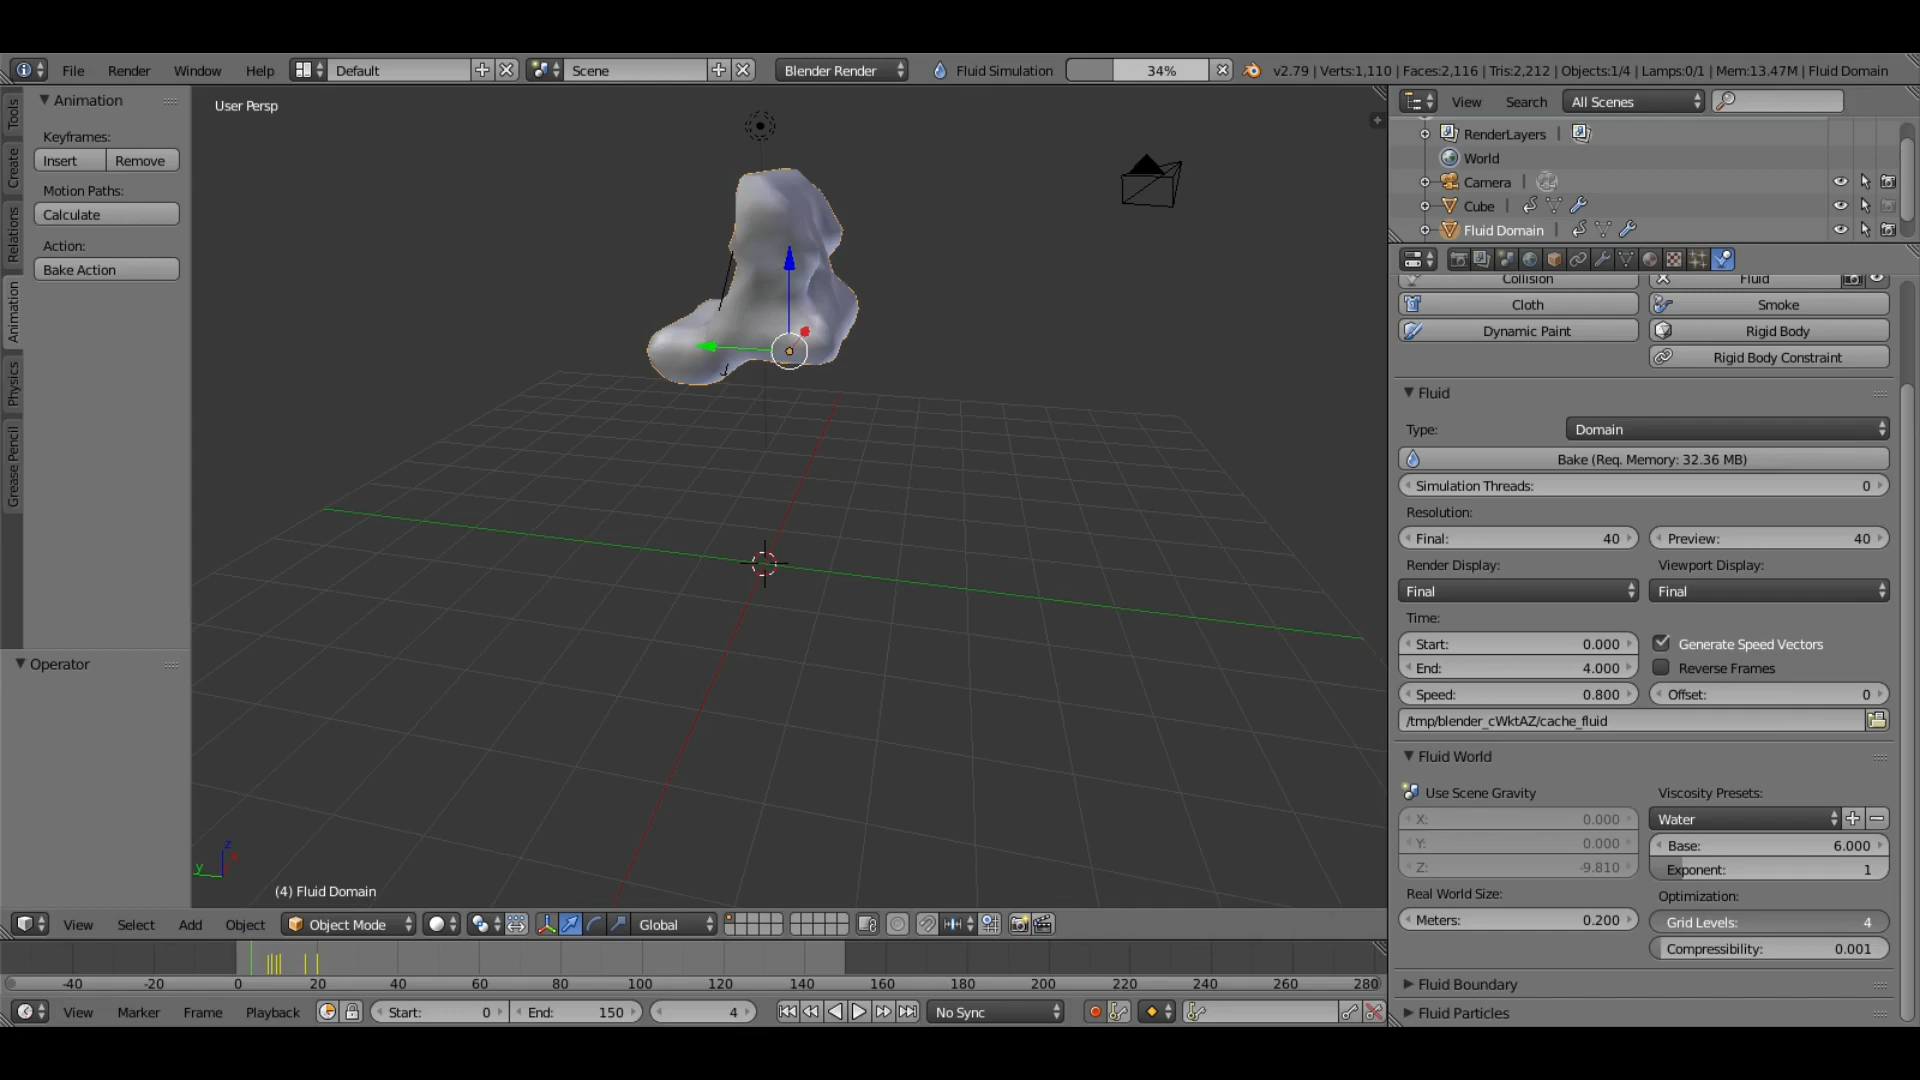 File Render Window Help Default Scene Blender Render Fluid Simulation 34% v2.79 | Verts:1,110 | Faces:2,116 | Tris:2,212 | Objects:1/4 | Lamps:0/1 | Mem:13.47M | Fluid Domain
Tools
Create
Relations
Animation
Physics
Grease Pencil
Animation
Keyframes:
Insert Remove
Motion Paths:
Calculate
Action:
Bake Action
Operator
User Persp
z
y x
(4) Fluid Domain
View Search All Scenes
RenderLayers
World
Camera
Cube
Fluid Domain
Collision Fluid
Cloth Smoke
Dynamic Paint Rigid Body
Rigid Body Constraint
Fluid
Type: Domain
Bake (Req. Memory: 32.36 MB)
Simulation Threads: 0
Resolution:
Final: 40 Preview: 40
Render Display: Viewport Display:
Final Final
Time:
Start: 0.000 Generate Speed Vectors
End: 4.000 Reverse Frames
Speed: 0.800 Offset: 0
/tmp/blender_cWktAZ/cache_fluid
Fluid World
Use Scene Gravity Viscosity Presets:
X: 0.000 Water
Y: 0.000 Base: 6.000
Z: -9.810 Exponent: 1
Real World Size: Optimization:
Meters: 0.200 Grid Levels: 4
Compressibility: 0.001
Fluid Boundary
Fluid Particles
View Select Add Object Object Mode Global
-40 -20 0 20 40 60 80 100 120 140 160 180 200 220 240 260 280
View Marker Frame Playback Start: 0 End: 150 4 No Sync